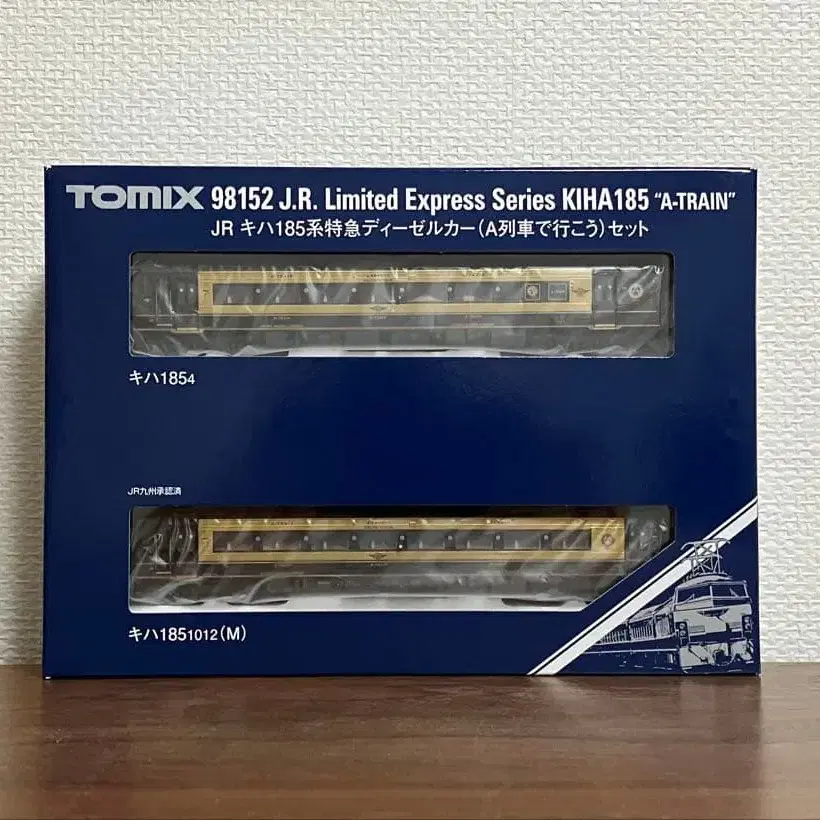 TOMIX 98152 J.R. Limited Express Series KIHA185 "A-TRAIN"
JR キハ185系特急ディーゼルカー(A列車で行こう)セット
キハ1854
JR九州承認済
キハ1851012(M)